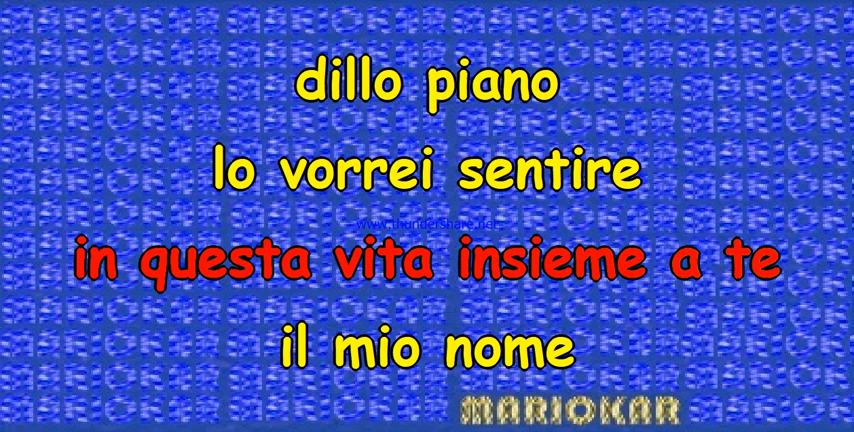 dillo piano
lo vorrei sentire
www.thundershare.net
in questa vita insieme a te
il mio nome
MARIOKAR